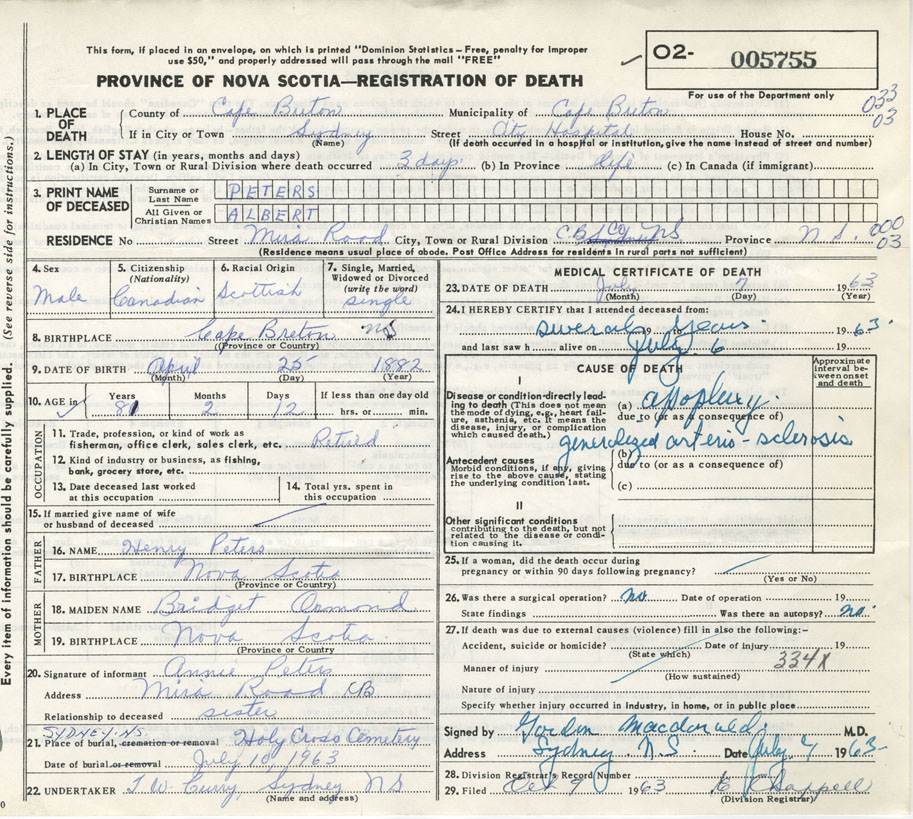 This form, if placed in an envelope, on which is printed "Dominion Statistics – Free, penalty for improper
use $50," and properly addressed will pass through the mail "FREE"
02- 005755
For use of the Department only
PROVINCE OF NOVA SCOTIA—REGISTRATION OF DEATH
033
03
1. PLACE OF DEATH
County of Cape Breton Municipality of Cape Breton
If in City or Town Sydney Street City Hospital House No.
(Name) (If death occurred in a hospital or institution, give the name instead of street and number)
2. LENGTH OF STAY (in years, months and days)
(a) In City, Town or Rural Division where death occurred 3 days (b) In Province life (c) In Canada (if immigrant)
3. PRINT NAME OF DECEASED
Surname or Last Name PETERS
All Given or Christian Names ALBERT
RESIDENCE No Street Mira Road City, Town or Rural Division C.B. Co NS Province N.S. 000
03
(Residence means usual place of abode. Post Office Address for residents in rural parts not sufficient)
4. Sex
Male
5. Citizenship
(Nationality)
Canadian
6. Racial Origin
Scottish
7. Single, Married,
Widowed or Divorced
(write the word)
single
8. BIRTHPLACE Cape Breton NS
(Province or Country)
9. DATE OF BIRTH April 25 1882
(Month) (Day) (Year)
10. AGE in
Years Months Days If less than one day old
81 2 12 hrs. or min.
OCCUPATION
11. Trade, profession, or kind of work as
fisherman, office clerk, sales clerk, etc. Retired
12. Kind of industry or business, as fishing,
bank, grocery store, etc.
13. Date deceased last worked
at this occupation
14. Total yrs. spent in
this occupation
15. If married give name of wife
or husband of deceased
FATHER
16. NAME Henry Peters
17. BIRTHPLACE Nova Scotia
(Province or Country)
MOTHER
18. MAIDEN NAME Bridget Ormond
19. BIRTHPLACE Nova Scotia
(Province or Country
20. Signature of informant Annie Peters
Address Mira Road CB
Relationship to deceased sister
SYDNEY. NS.
21. Place of burial, cremation or removal Holy Cross Cemetery
Date of burial or removal July 10, 1963
22. UNDERTAKER T. W. Curry, Sydney NS
(Name and address)
MEDICAL CERTIFICATE OF DEATH
23. DATE OF DEATH July 7 1963
(Month) (Day) (Year)
24. I HEREBY CERTIFY that I attended deceased from:
several 19 to years 1963.
and last saw h alive on July 6
CAUSE OF DEATH
Approximate
interval be-
tween onset
and death
I
Disease or condition directly lead-
ing to death (This does not mean
the mode of dying, e.g., heart fail-
ure, asthenia, etc. It means the
disease, injury, or complication
which caused death.)
(a) appoplexy.
due to (or as a consequence of)
generalized arterio-sclerosis
Antecedent causes
Morbid conditions, if any, giving
rise to the above cause, stating
the underlying condition last.
(b)
due to (or as a consequence of)
(c)
II
Other significant conditions
contributing to the death, but not
related to the disease or condi-
tion causing it.
25. If a woman, did the death occur during
pregnancy or within 90 days following pregnancy?
(Yes or No)
26. Was there a surgical operation? no Date of operation 19
State findings Was there an autopsy? no.
27. If death was due to external causes (violence) fill in also the following:–
Accident, suicide or homicide? Date of injury 19
(State which) 334X
Manner of injury
(How sustained)
Nature of injury
Specify whether injury occurred in Industry, in home, or in public place
Signed by Gordon Macdonald. M.D.
Address Sydney N.S Date July 7 1963
28. Division Registrar's Record Number
29. Filed Oct 9 1963 Chappell
(Division Registrar)
Every item of information should be carefully supplied. (See reverse side for instructions.)